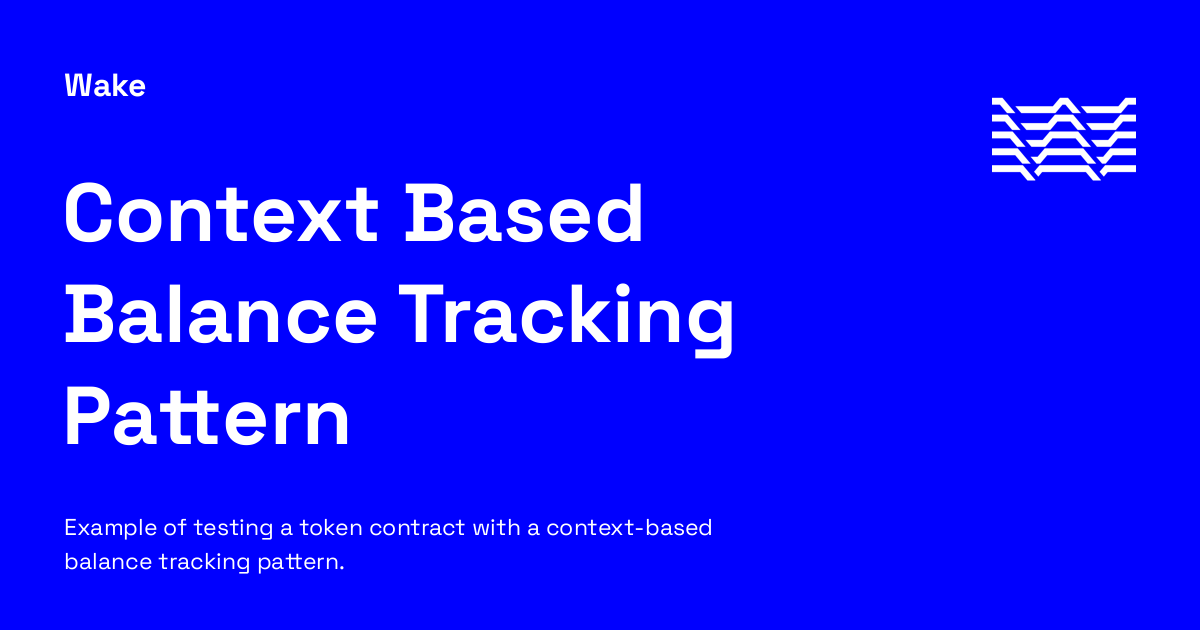 Wake
Context Based
Balance Tracking
Pattern
Example of testing a token contract with a context-based
balance tracking pattern.